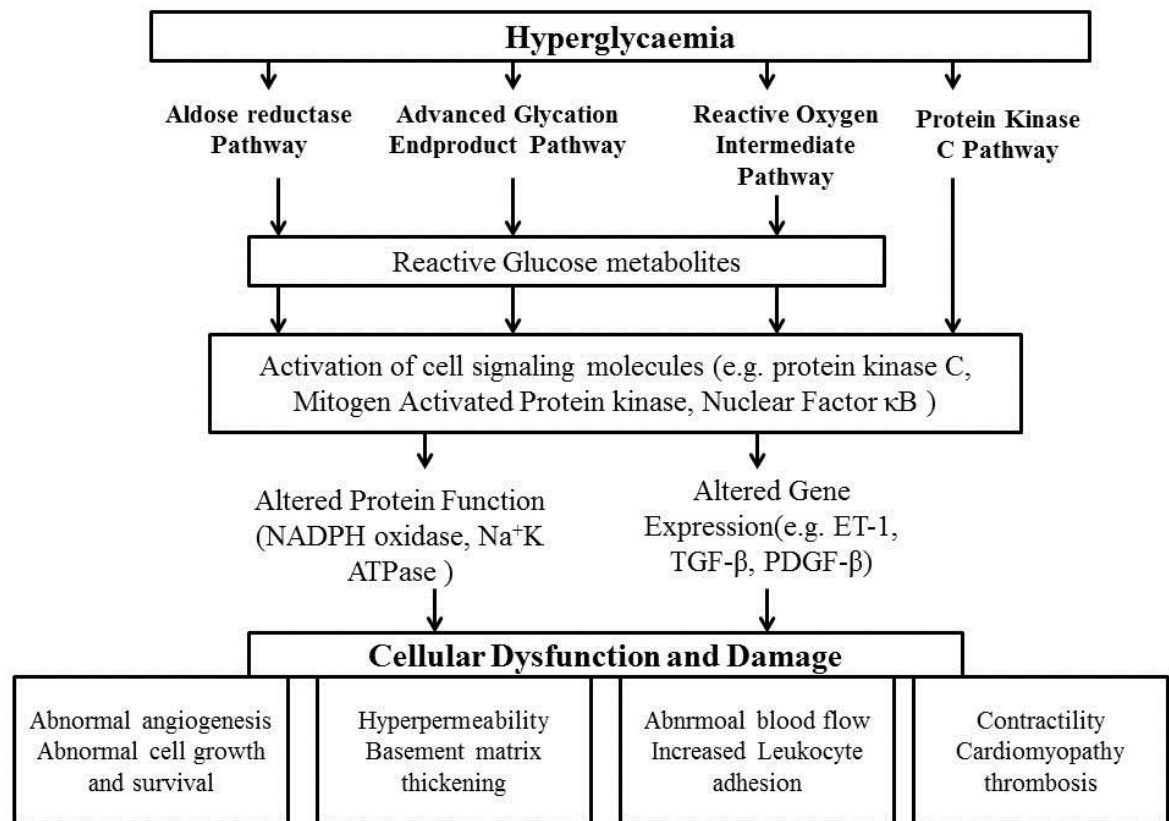 Hyperglycaemia
Aldose reductase
Pathway
Advanced Glycation
Endproduct Pathway
Reactive Oxygen
Intermediate
Pathway
Protein Kinase
C Pathway
Reactive Glucose metabolites
Activation of cell signaling molecules (e.g. protein kinase C,
Mitogen Activated Protein kinase, Nuclear Factor κB )
Altered Protein Function
(NADPH oxidase, Na⁺K
ATPase )
Altered Gene
Expression(e.g. ET-1,
TGF-β, PDGF-β)
Cellular Dysfunction and Damage
Abnormal angiogenesis
Abnormal cell growth
and survival
Hyperpermeability
Basement matrix
thickening
Abnrmoal blood flow
Increased Leukocyte
adhesion
Contractility
Cardiomyopathy
thrombosis